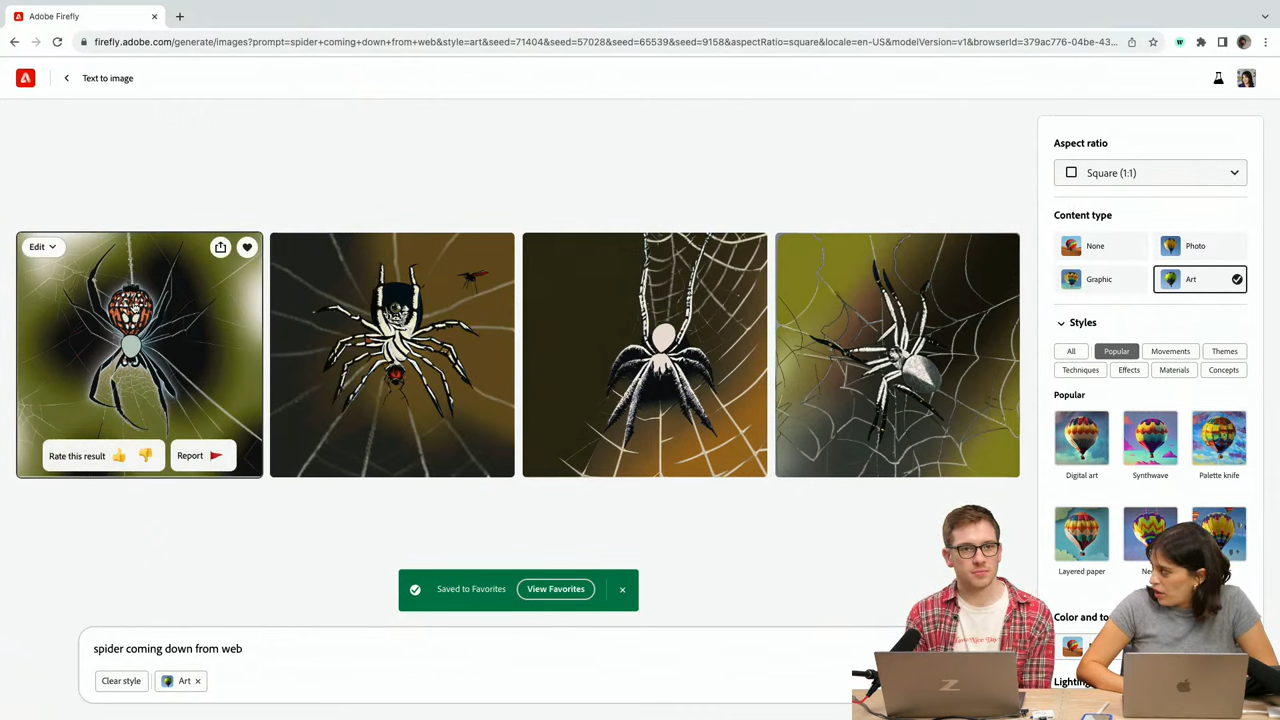 Adobe Firefly
firefly.adobe.com/generate/images?prompt=spider+coming+down+from+web&style=art&seed=71404&seed=57028&seed=65539&seed=9158&aspectRatio=square&locale=en-US&modelVersion=v1&browserId=379ac776-04be-43...
Text to image
Aspect ratio
Square (1:1)
Content type
None
Photo
Graphic
Art
Styles
All
Popular
Movements
Themes
Techniques
Effects
Materials
Concepts
Popular
Digital art
Synthwave
Palette knife
Layered paper
Color and to
Lighting
Edit
Rate this result
Report
Saved to Favorites
View Favorites
spider coming down from web
Clear style
Art